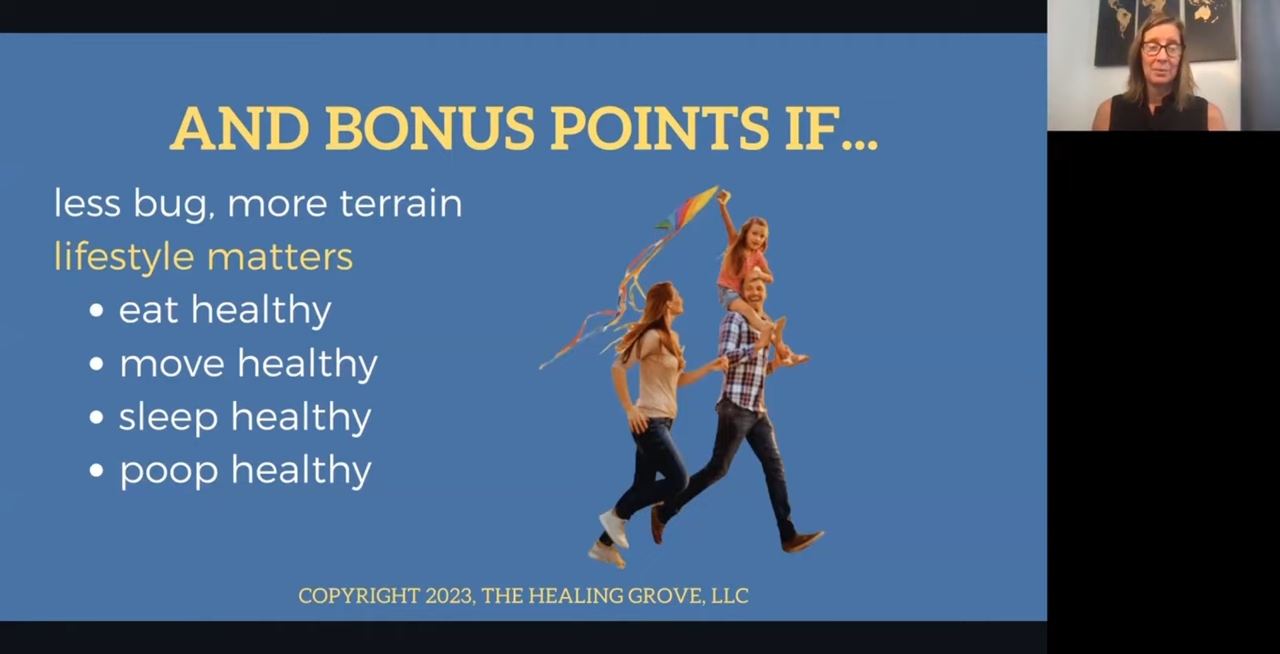 AND BONUS POINTS IF...
less bug, more terrain
lifestyle matters
• eat healthy
• move healthy
• sleep healthy
• poop healthy
COPYRIGHT 2023, THE HEALING GROVE, LLC